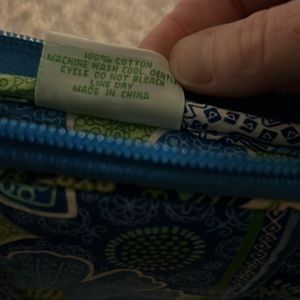 100% COTTON
MACHINE WASH COOL, GENTLE
CYCLE, DO NOT BLEACH
LINE DRY
MADE IN CHINA